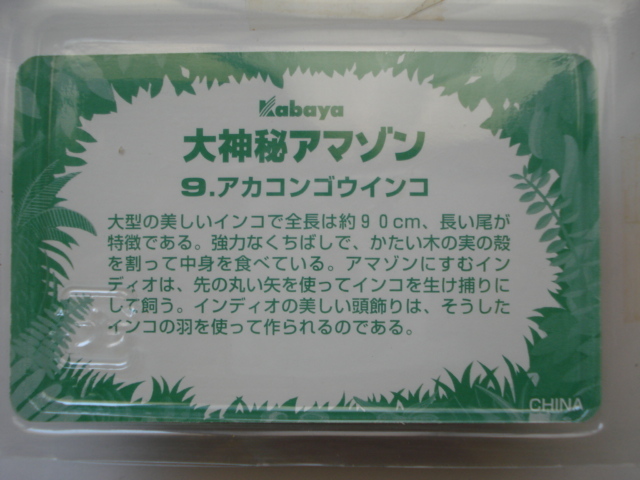 Kabaya
大神秘アマゾン
9.アカコンゴウインコ
大型の美しいインコで全長は約90cm、長い尾が
特徴である。強力なくちばしで、かたい木の実の殻
を割って中身を食べている。アマゾンにすむイン
ディオは、先の丸い矢を使ってインコを生け捕りに
して飼う。インディオの美しい頭飾りは、そうした
インコの羽を使って作られるのである。
CHINA